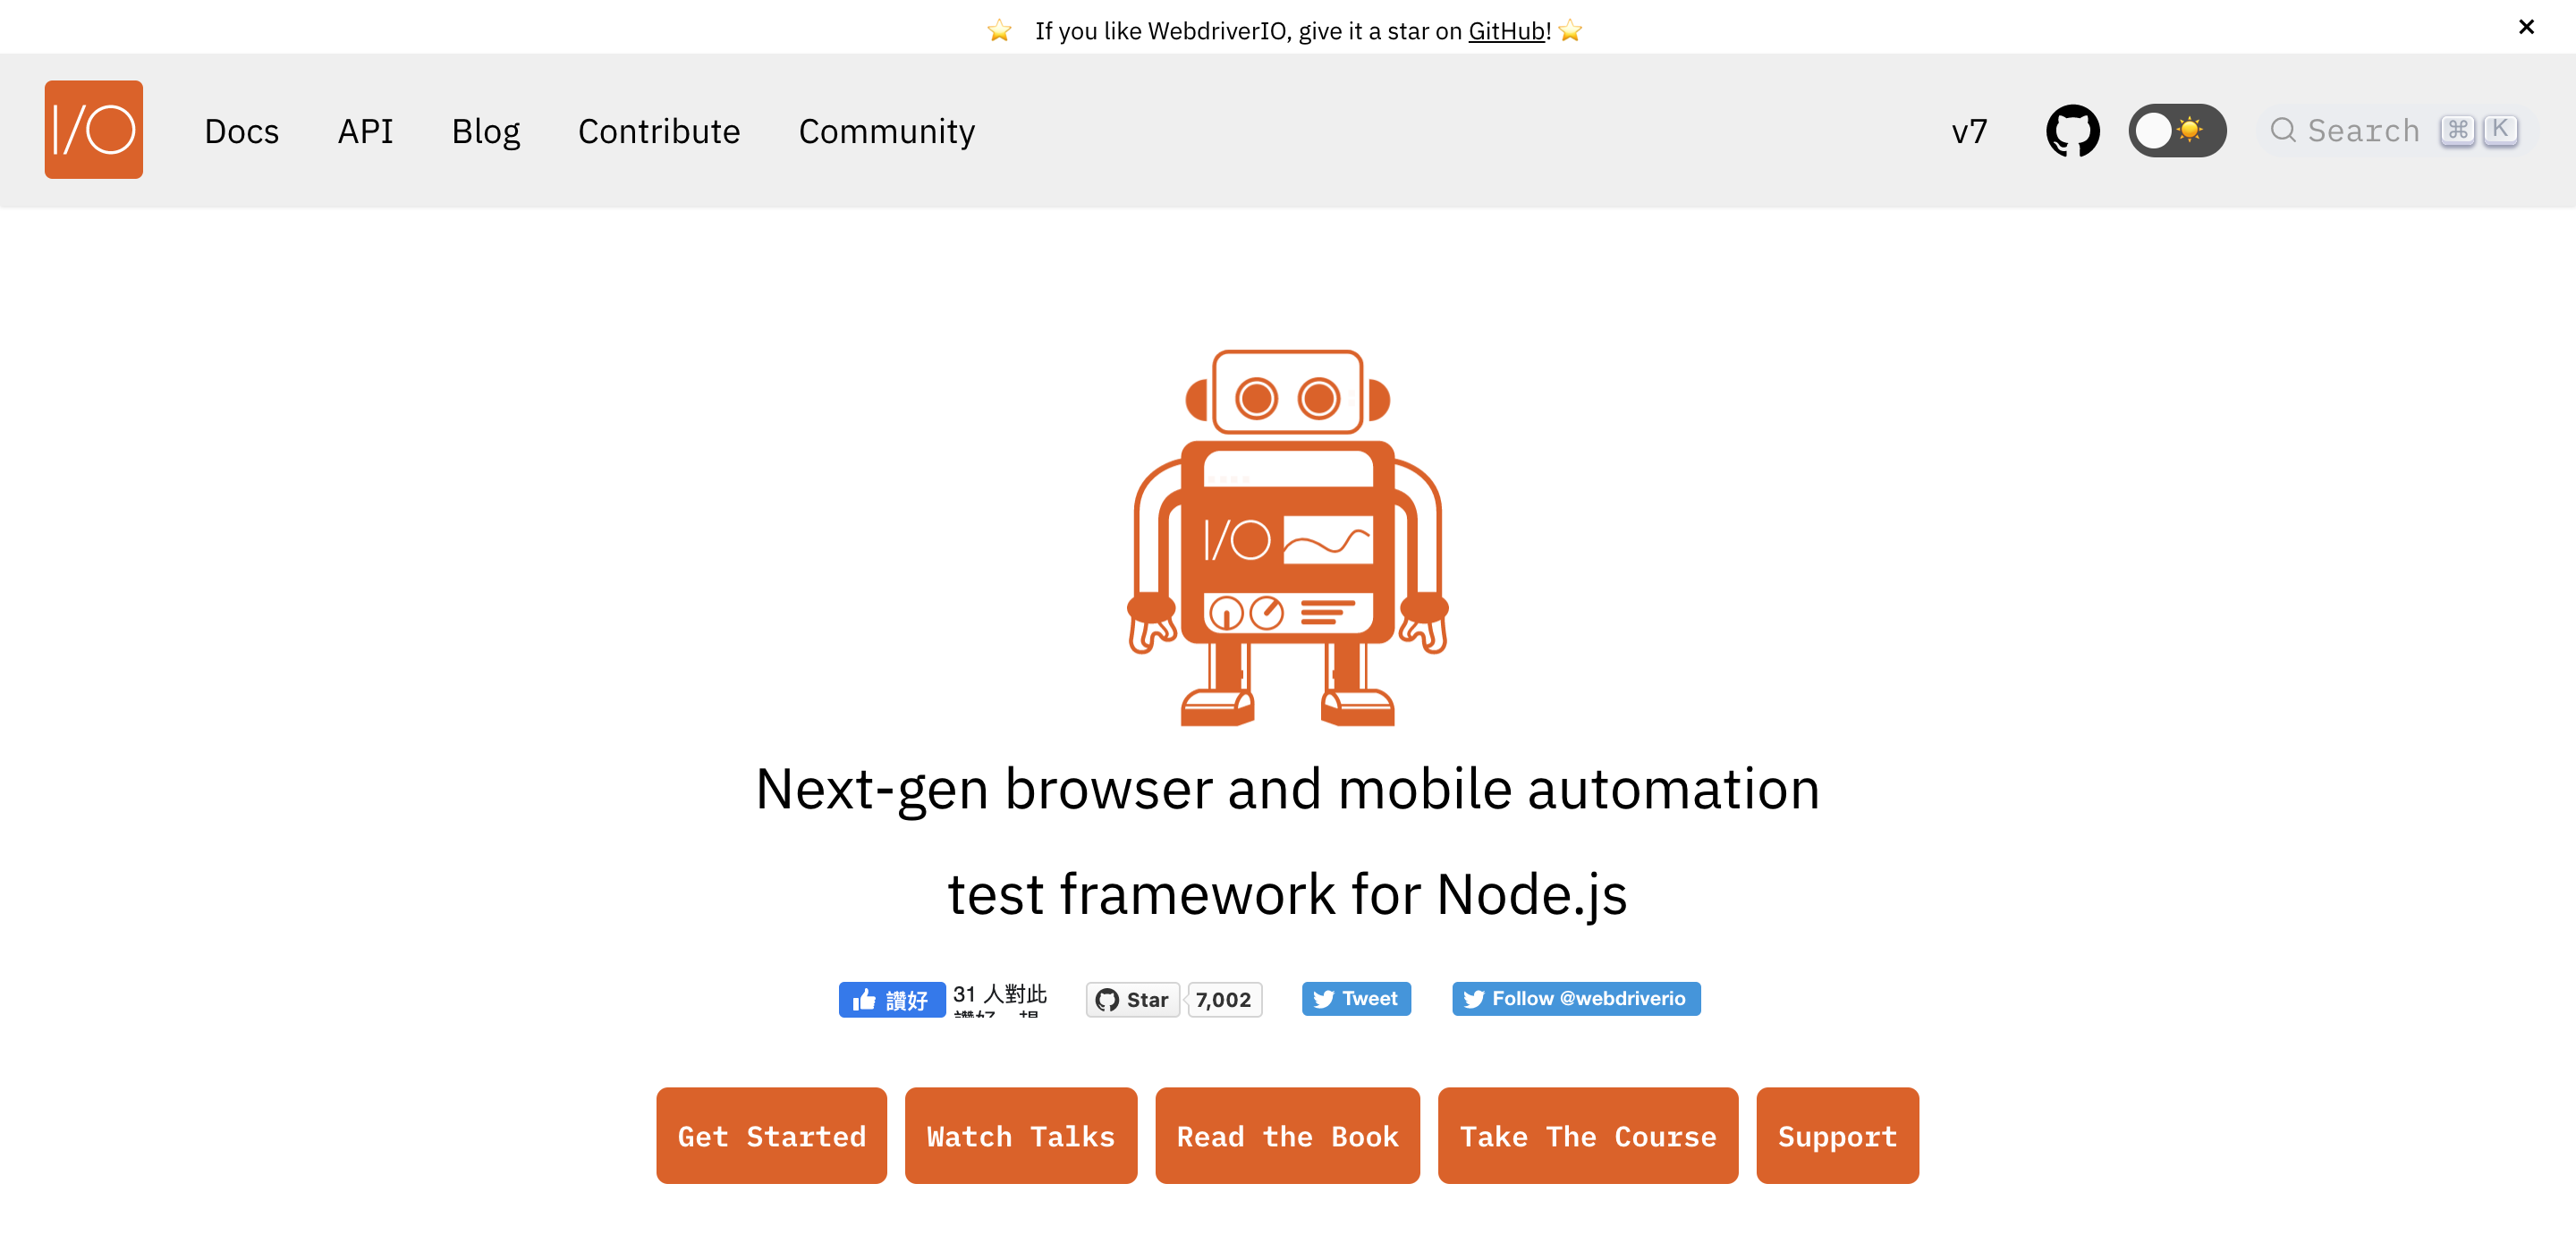 ⭐ If you like WebdriverIO, give it a star on GitHub! ⭐ ×
I/O Docs API Blog Contribute Community v7 Search ⌘ K
I/O
Next-gen browser and mobile automation
test framework for Node.js
讚好 31 人對此 Star 7,002 Tweet Follow @webdriverio
Get Started Watch Talks Read the Book Take The Course Support